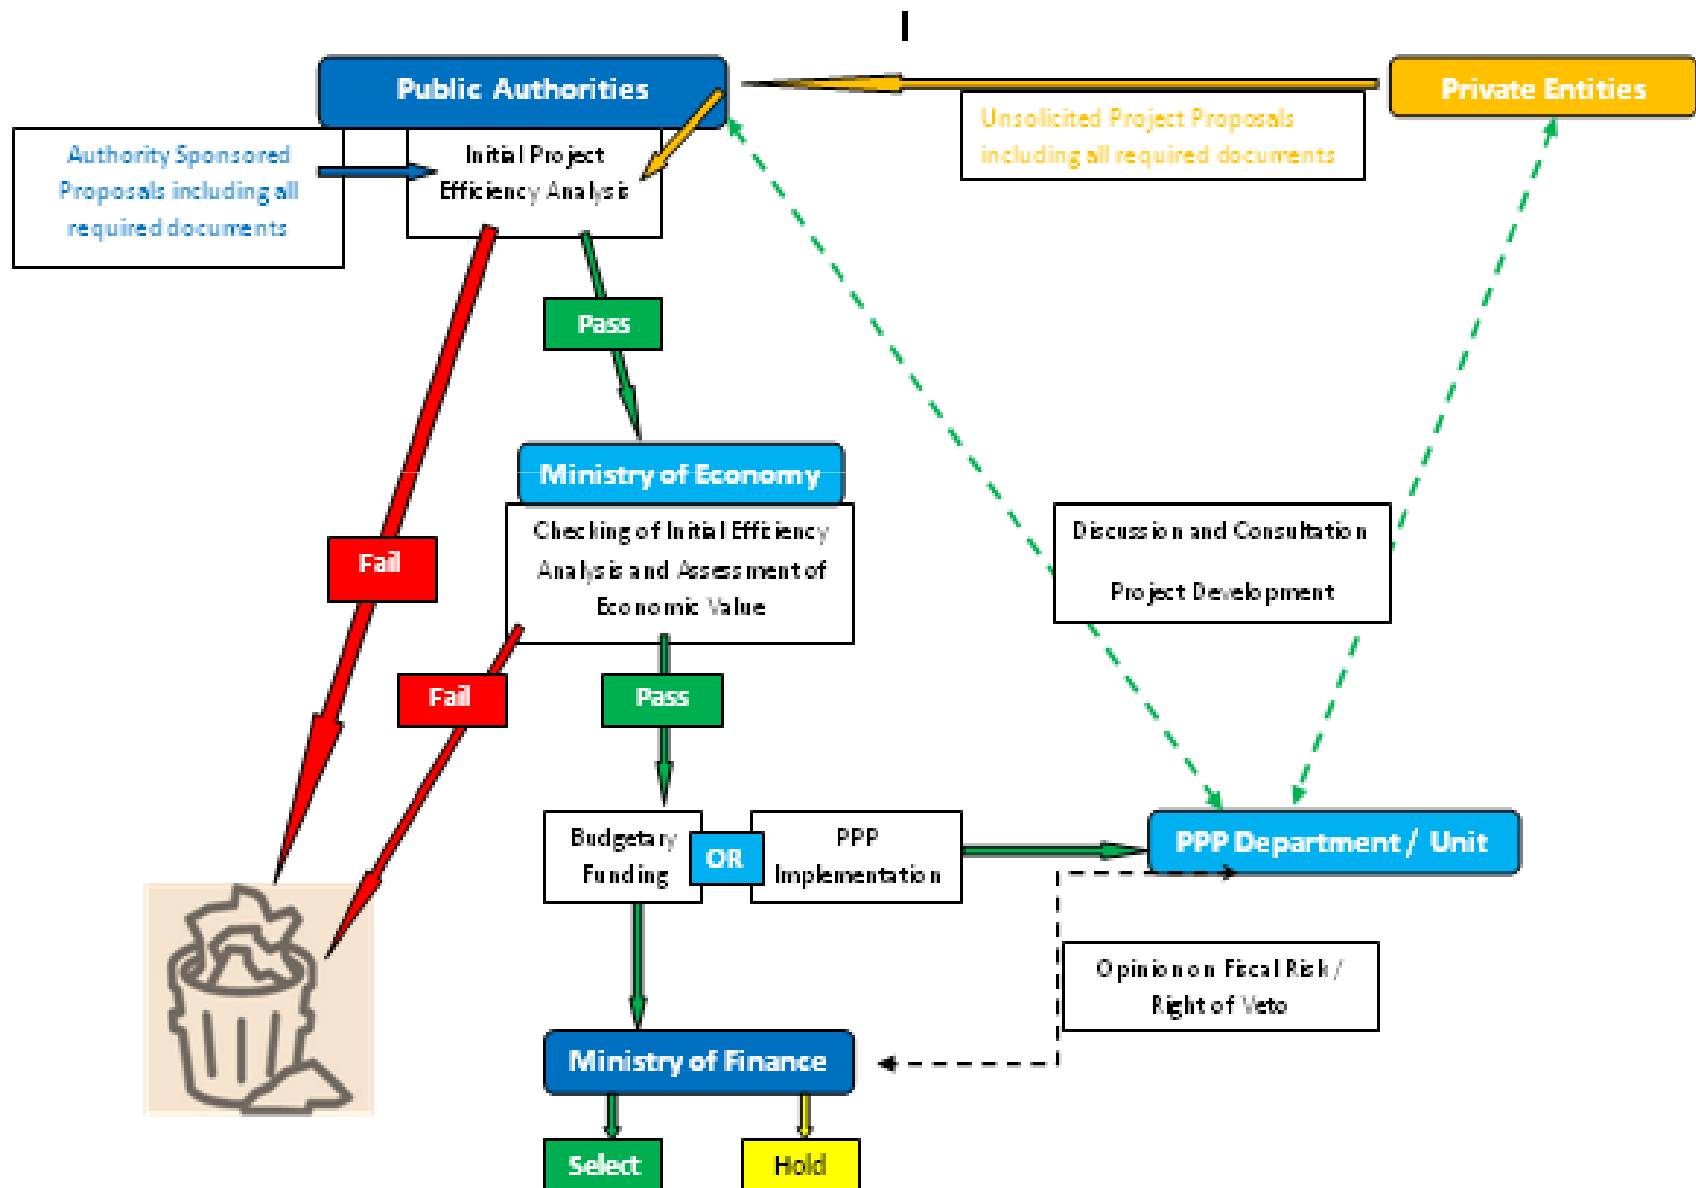 I
Public Authorities
Private Entities
Unsolicited Project Proposals
including all required documents
Authority Sponsored
Proposals including all
required documents
Initial Project
Efficiency Analysis
Pass
Ministry of Economy
Checking of Initial Efficiency
Analysis and Assessment of
Economic Value
Discussion and Consultation
Project Development
Fail
Fail
Pass
Budgetary
Funding
OR
PPP
Implementation
PPP Department / Unit
Opinion on Fiscal Risk /
Right of Veto
Ministry of Finance
Select
Hold